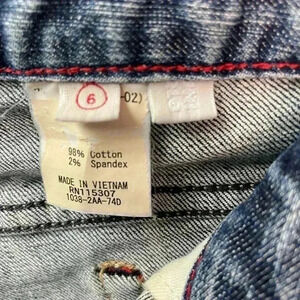 6
-02)
98% Cotton
2% Spandex
MADE IN VIETNAM
RN115307
1038-2AA-74D